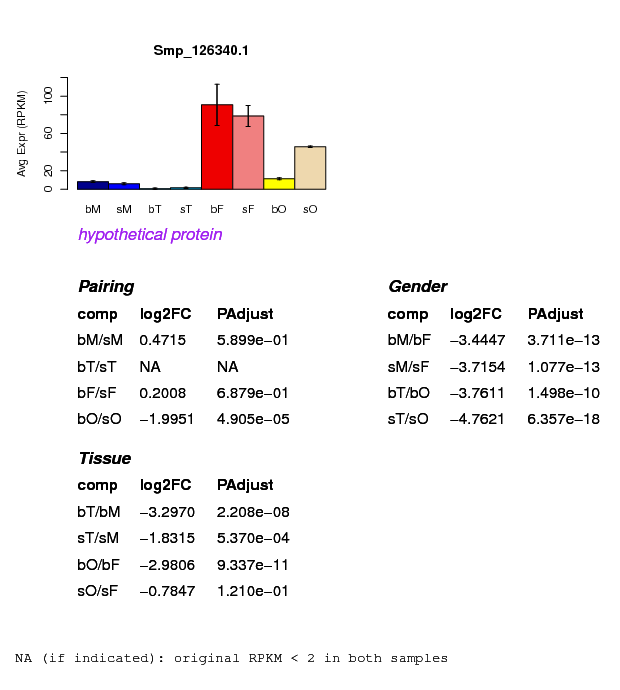 Smp_126340.1
Avg Expr (RPKM)
0 20 60 100
bM sM bT sT bF sF bO sO
hypothetical protein
Pairing
comp log2FC PAdjust
bM/sM 0.4715 5.899e−01
bT/sT NA NA
bF/sF 0.2008 6.879e−01
bO/sO −1.9951 4.905e−05
Gender
comp log2FC PAdjust
bM/bF −3.4447 3.711e−13
sM/sF −3.7154 1.077e−13
bT/bO −3.7611 1.498e−10
sT/sO −4.7621 6.357e−18
Tissue
comp log2FC PAdjust
bT/bM −3.2970 2.208e−08
sT/sM −1.8315 5.370e−04
bO/bF −2.9806 9.337e−11
sO/sF −0.7847 1.210e−01
NA (if indicated): original RPKM < 2 in both samples